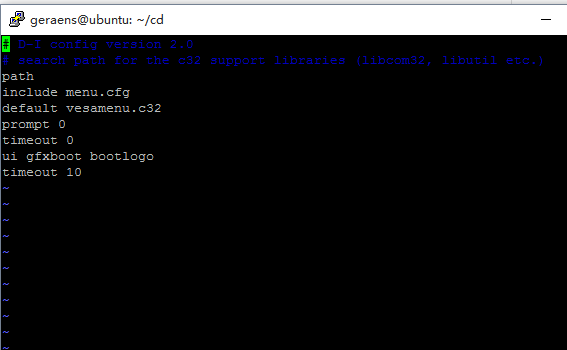 geraens@ubuntu: ~/cd
# D-I config version 2.0
# search path for the c32 support libraries (libcom32, libutil etc.)
path
include menu.cfg
default vesamenu.c32
prompt 0
timeout 0
ui gfxboot bootlogo
timeout 10
~
~
~
~
~
~
~
~
~
~
~